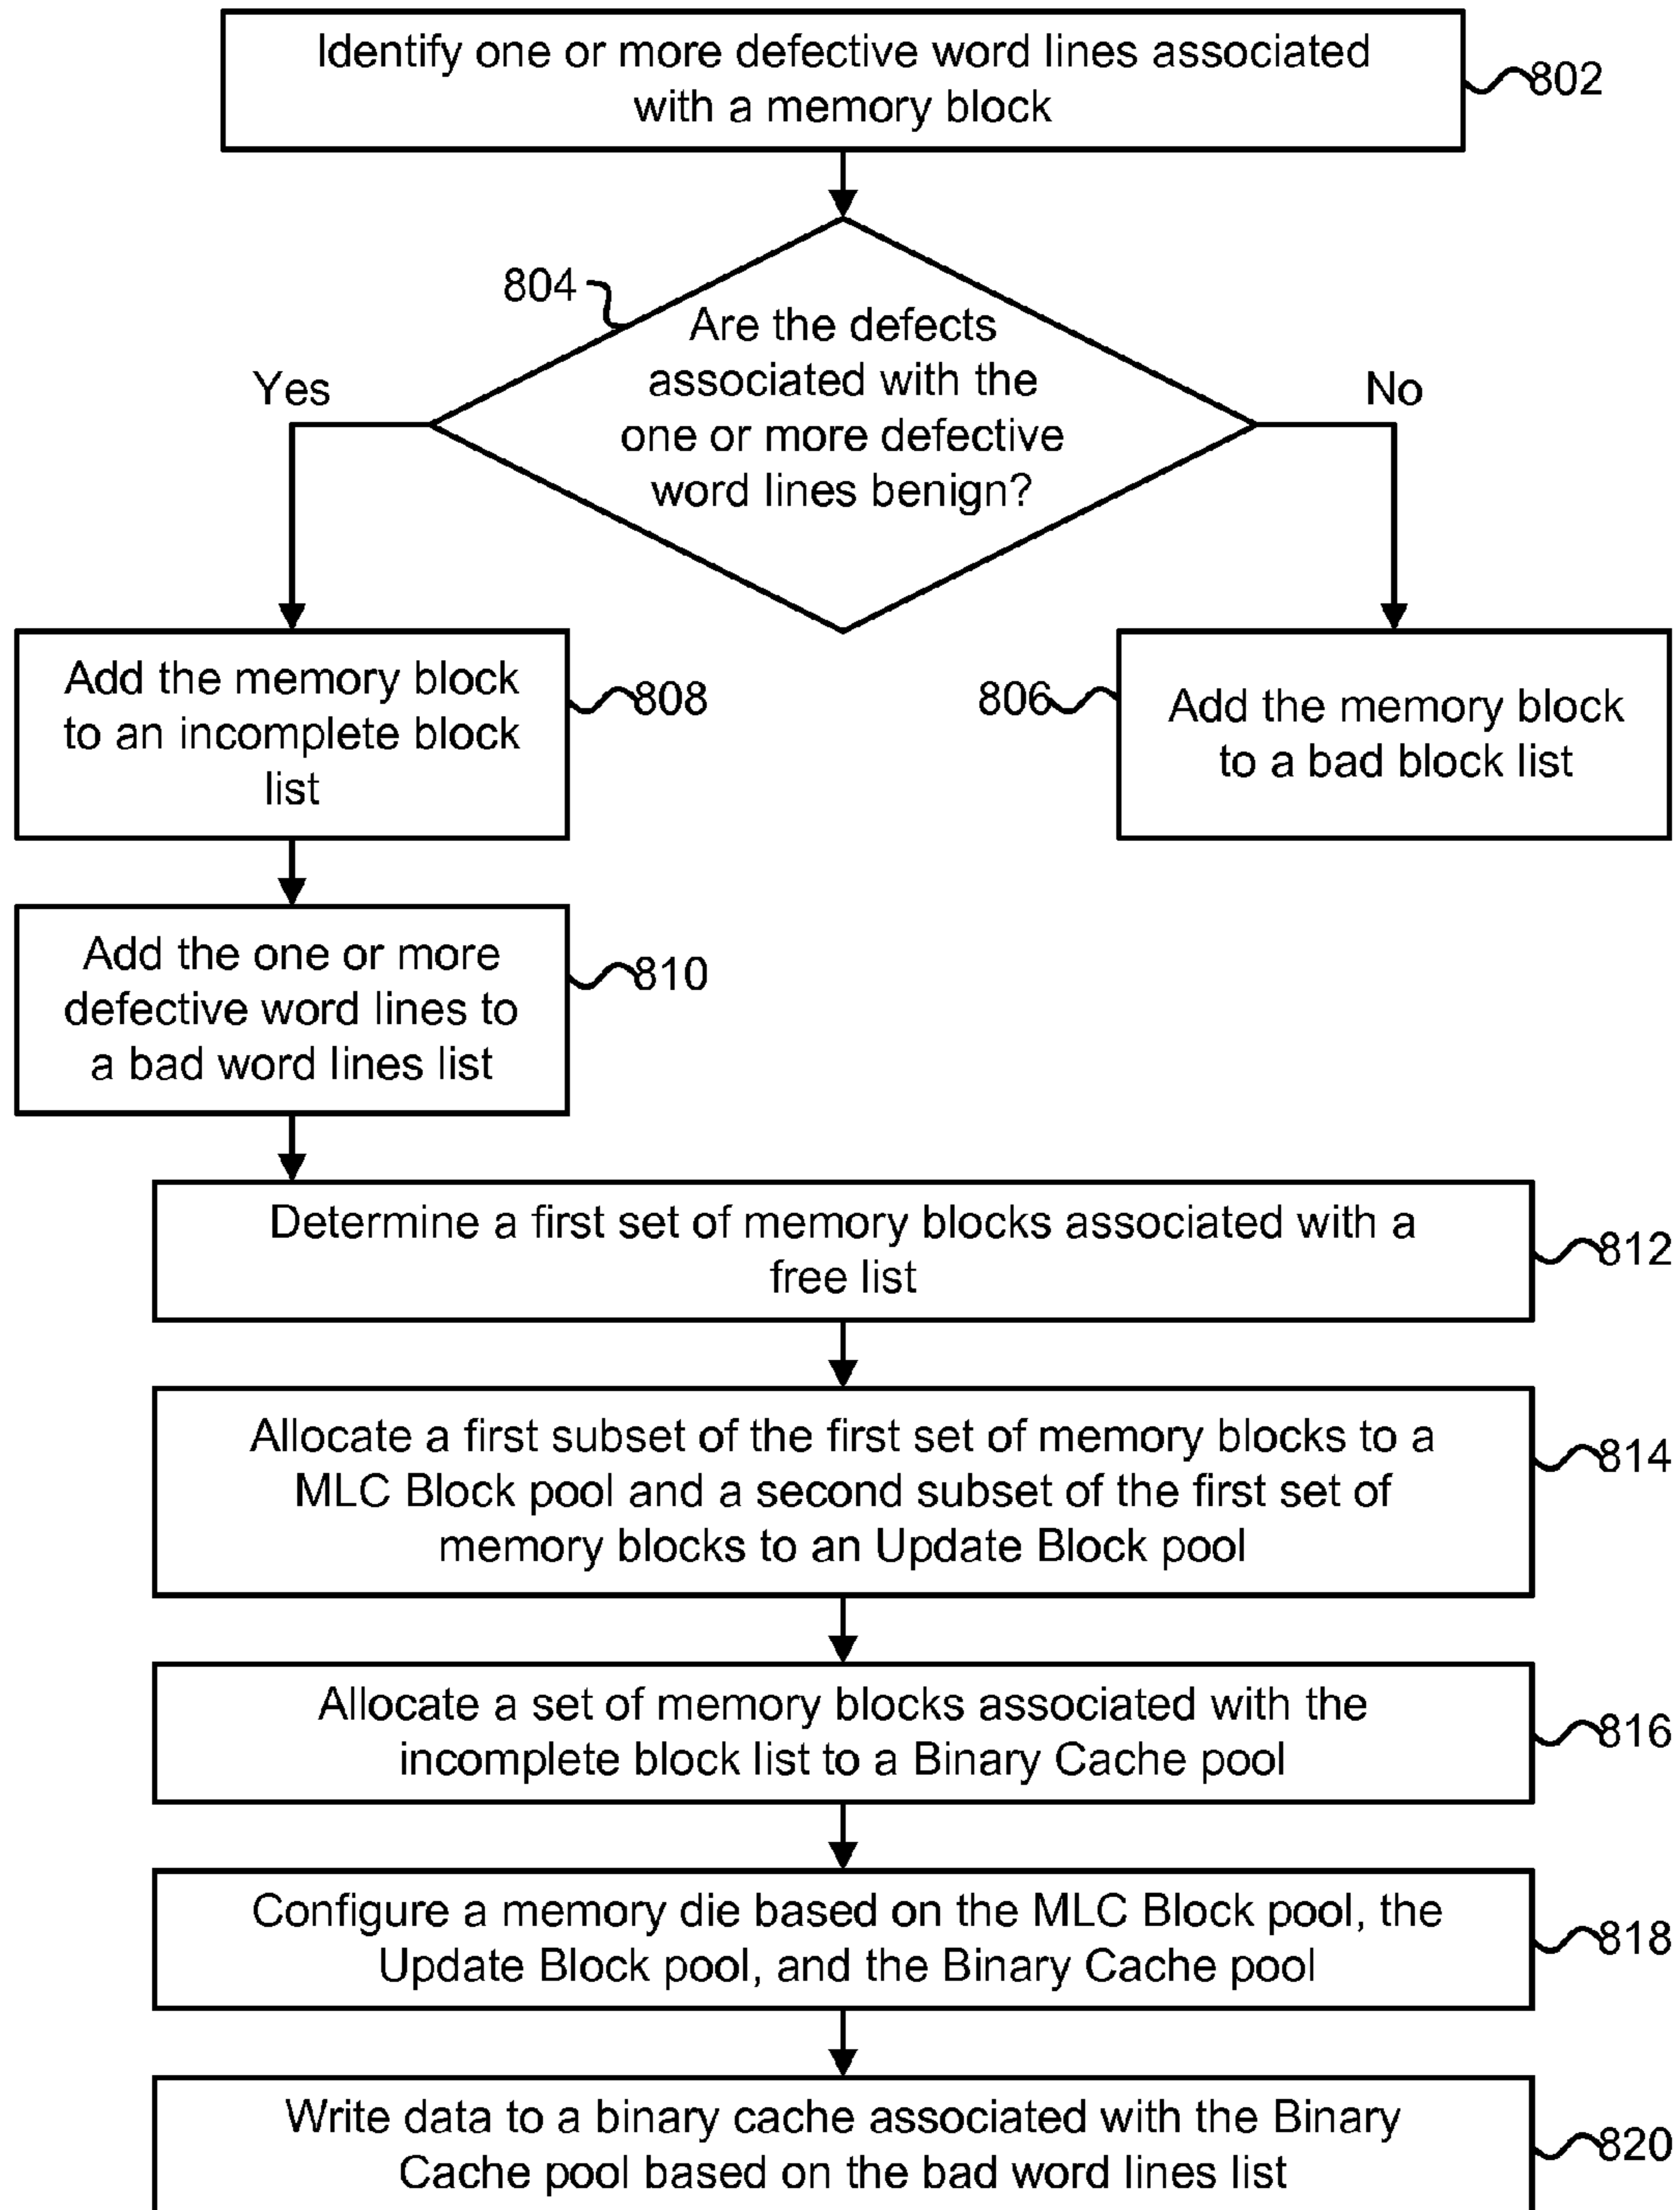 Identify one or more defective word lines associated
with a memory block
802
804
Are the defects
associated with the
one or more defective
word lines benign?
Yes
No
Add the memory block
to an incomplete block
list
808
806
Add the memory block
to a bad block list
Add the one or more
defective word lines to
a bad word lines list
810
Determine a first set of memory blocks associated with a
free list
812
Allocate a first subset of the first set of memory blocks to a
MLC Block pool and a second subset of the first set of
memory blocks to an Update Block pool
814
Allocate a set of memory blocks associated with the
incomplete block list to a Binary Cache pool
816
Configure a memory die based on the MLC Block pool, the
Update Block pool, and the Binary Cache pool
818
Write data to a binary cache associated with the Binary
Cache pool based on the bad word lines list
820